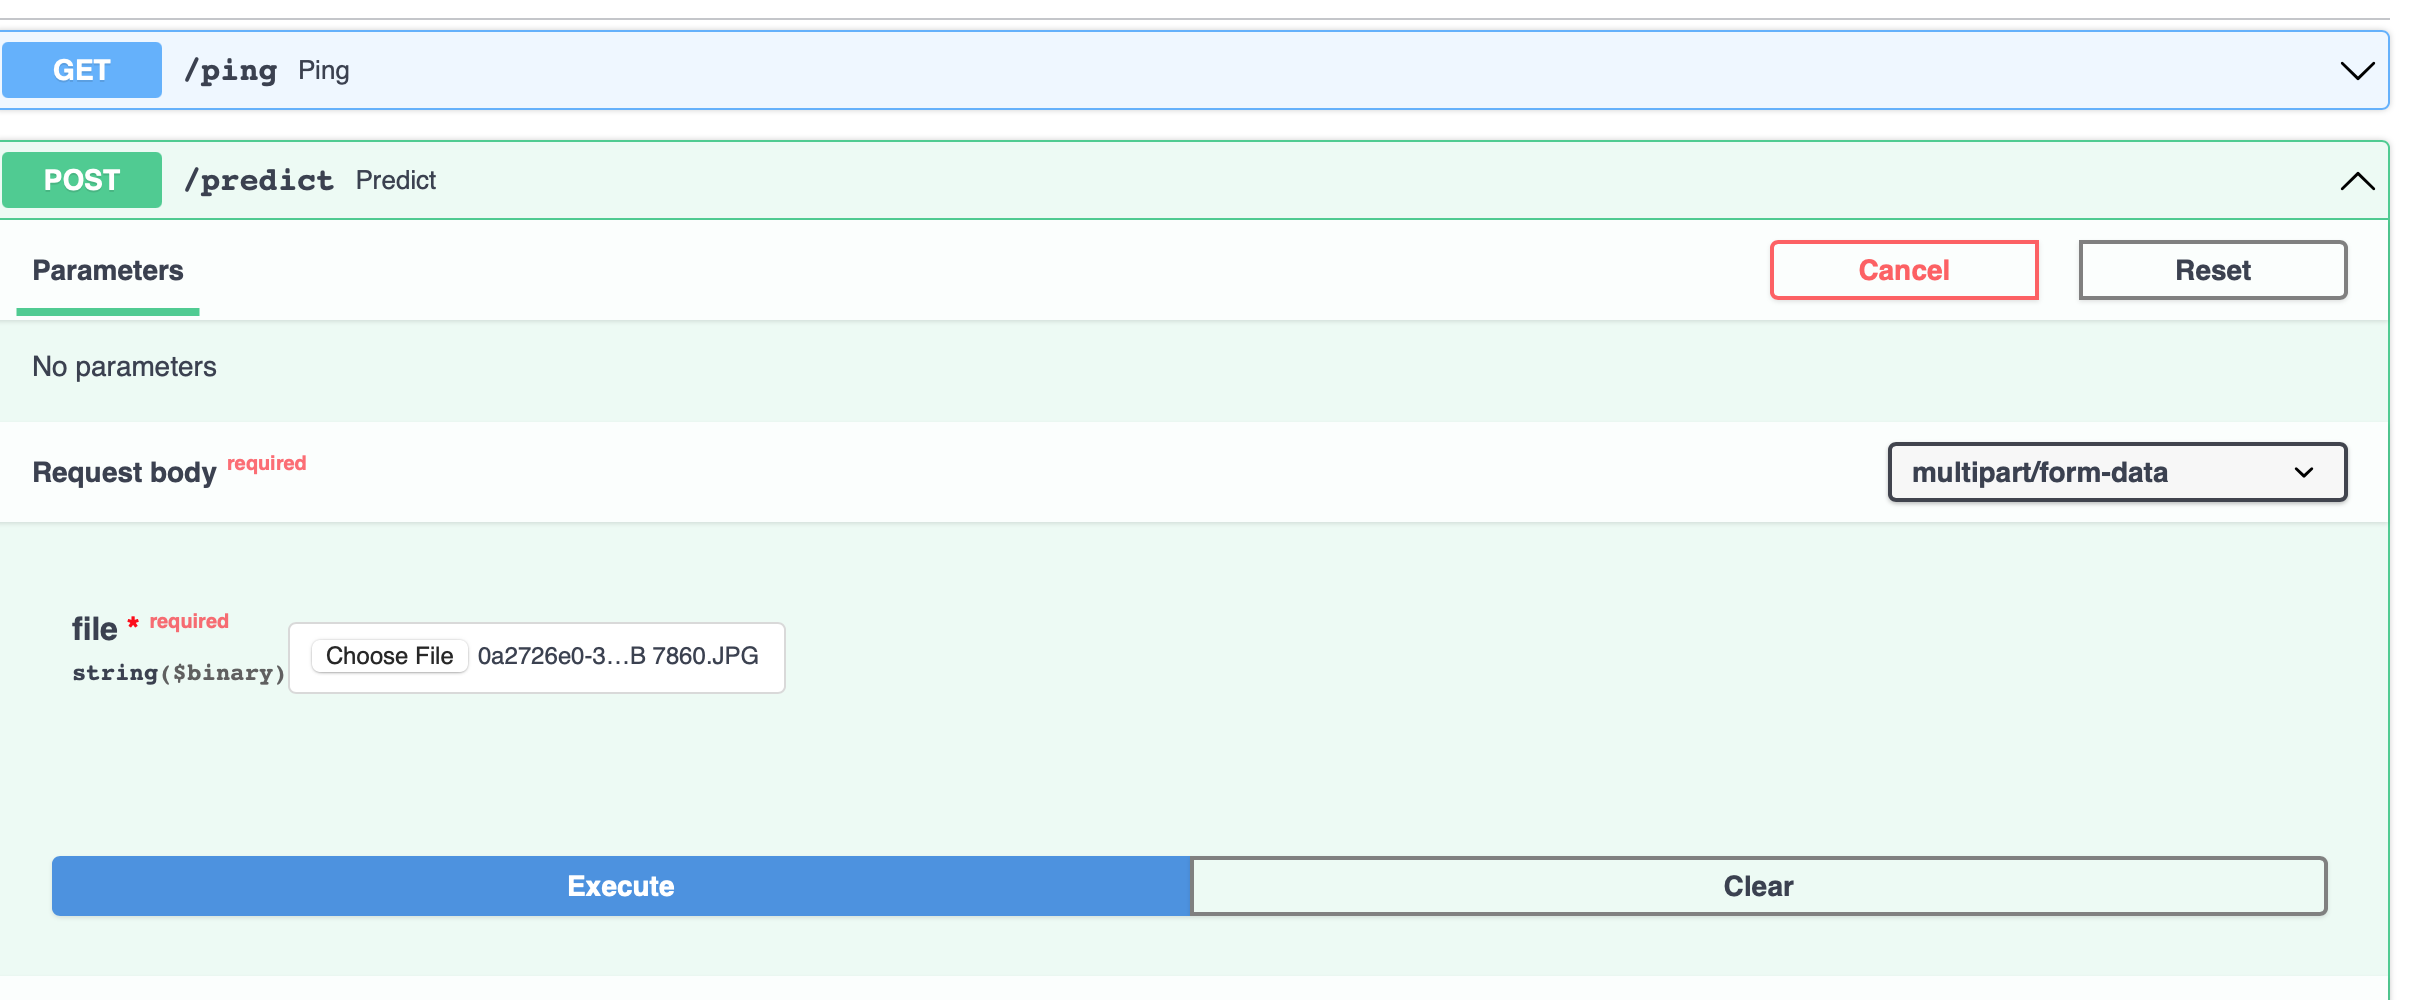 GET /ping Ping
POST /predict Predict
Parameters Cancel Reset
No parameters
Request body required multipart/form-data
file * required
string($binary) Choose File 0a2726e0-3...B 7860.JPG
Execute Clear